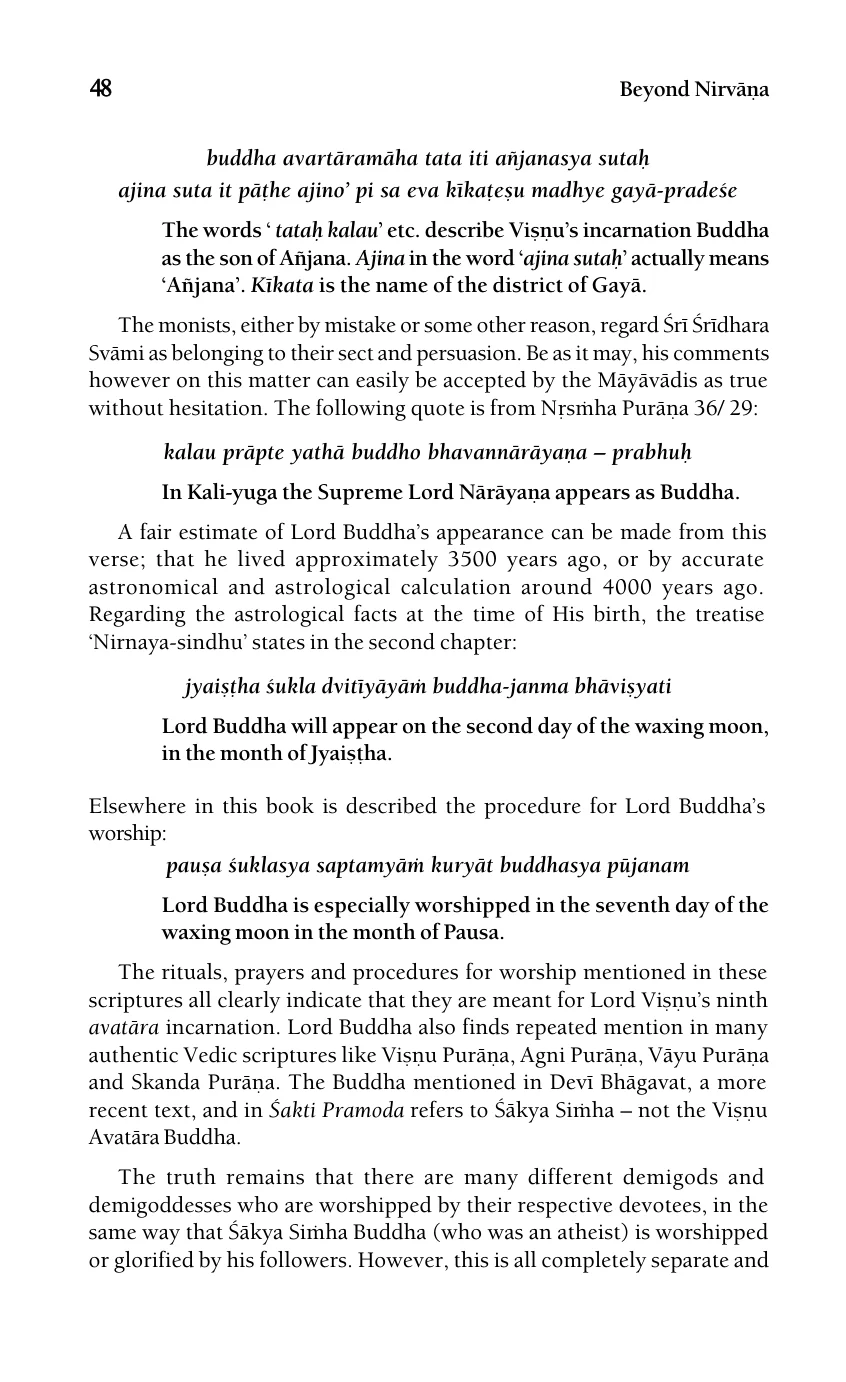 48 Beyond Nirvāṇa
buddha avartāramāha tata iti añjanasya sutaḥ
ajina suta it pāṭhe ajino’ pi sa eva kīkaṭeṣu madhye gayā-pradeśe
The words ‘ tataḥ kalau’ etc. describe Viṣṇu’s incarnation Buddha
as the son of Añjana. Ajina in the word ‘ajina sutaḥ’ actually means
‘Añjana’. Kīkata is the name of the district of Gayā.
The monists, either by mistake or some other reason, regard Śrī Śrīdhara
Svāmi as belonging to their sect and persuasion. Be as it may, his comments
however on this matter can easily be accepted by the Māyāvādis as true
without hesitation. The following quote is from Nṛsṁha Purāṇa 36/ 29:
kalau prāpte yathā buddho bhavannārāyaṇa – prabhuḥ
In Kali-yuga the Supreme Lord Nārāyaṇa appears as Buddha.
A fair estimate of Lord Buddha’s appearance can be made from this
verse; that he lived approximately 3500 years ago, or by accurate
astronomical and astrological calculation around 4000 years ago.
Regarding the astrological facts at the time of His birth, the treatise
‘Nirnaya-sindhu’ states in the second chapter:
jyaiṣṭha śukla dvitīyāyāṁ buddha-janma bhāviṣyati
Lord Buddha will appear on the second day of the waxing moon,
in the month of Jyaiṣṭha.
Elsewhere in this book is described the procedure for Lord Buddha’s
worship:
pauṣa śuklasya saptamyāṁ kuryāt buddhasya pūjanam
Lord Buddha is especially worshipped in the seventh day of the
waxing moon in the month of Pausa.
The rituals, prayers and procedures for worship mentioned in these
scriptures all clearly indicate that they are meant for Lord Viṣṇu’s ninth
avatāra incarnation. Lord Buddha also finds repeated mention in many
authentic Vedic scriptures like Viṣṇu Purāṇa, Agni Purāṇa, Vāyu Purāṇa
and Skanda Purāṇa. The Buddha mentioned in Devī Bhāgavat, a more
recent text, and in Śakti Pramoda refers to Śākya Siṁha – not the Viṣṇu
Avatāra Buddha.
The truth remains that there are many different demigods and
demigoddesses who are worshipped by their respective devotees, in the
same way that Śākya Siṁha Buddha (who was an atheist) is worshipped
or glorified by his followers. However, this is all completely separate and